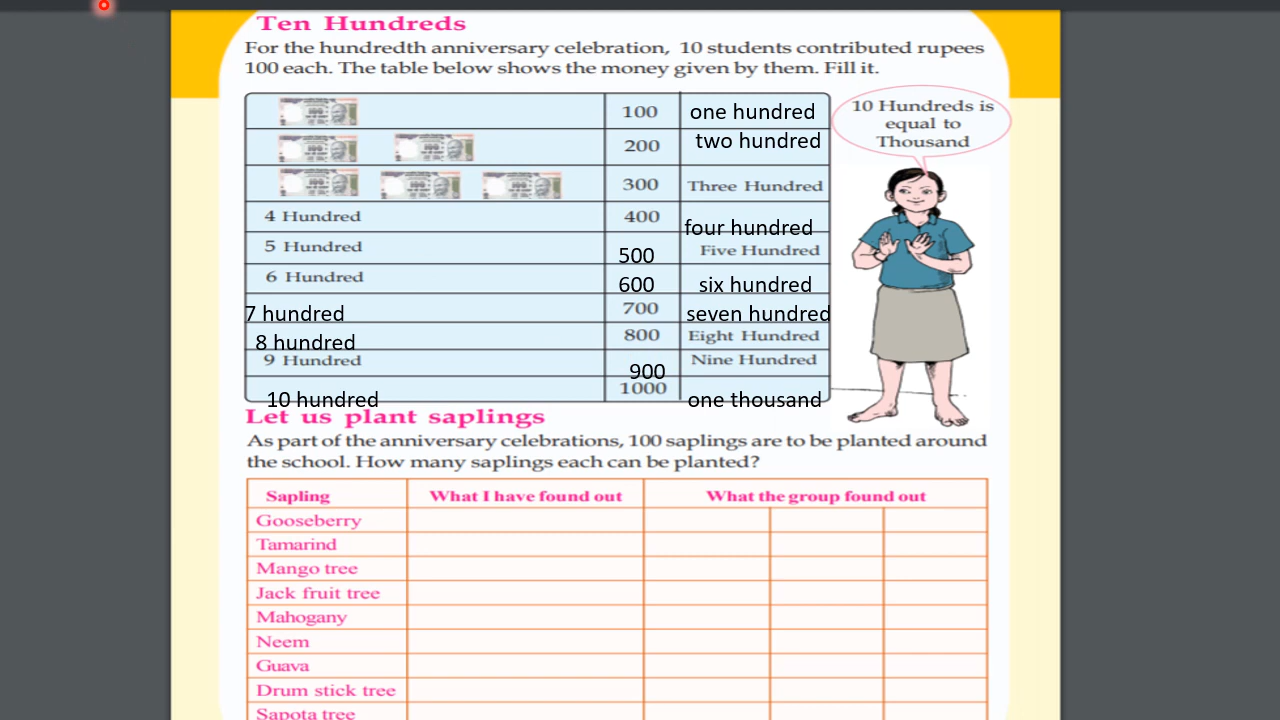 Ten Hundreds
For the hundredth anniversary celebration, 10 students contributed rupees
100 each. The table below shows the money given by them. Fill it.
100 one hundred
200 two hundred
300 Three Hundred
4 Hundred 400 four hundred
5 Hundred 500 Five Hundred
6 Hundred 600 six hundred
7 hundred 700 seven hundred
8 hundred 800 Eight Hundred
9 Hundred 900 Nine Hundred
10 hundred 1000 one thousand
10 Hundreds is
equal to
Thousand
Let us plant saplings
As part of the anniversary celebrations, 100 saplings are to be planted around
the school. How many saplings each can be planted?
Sapling What I have found out What the group found out
Gooseberry
Tamarind
Mango tree
Jack fruit tree
Mahogany
Neem
Guava
Drum stick tree
Sapota tree